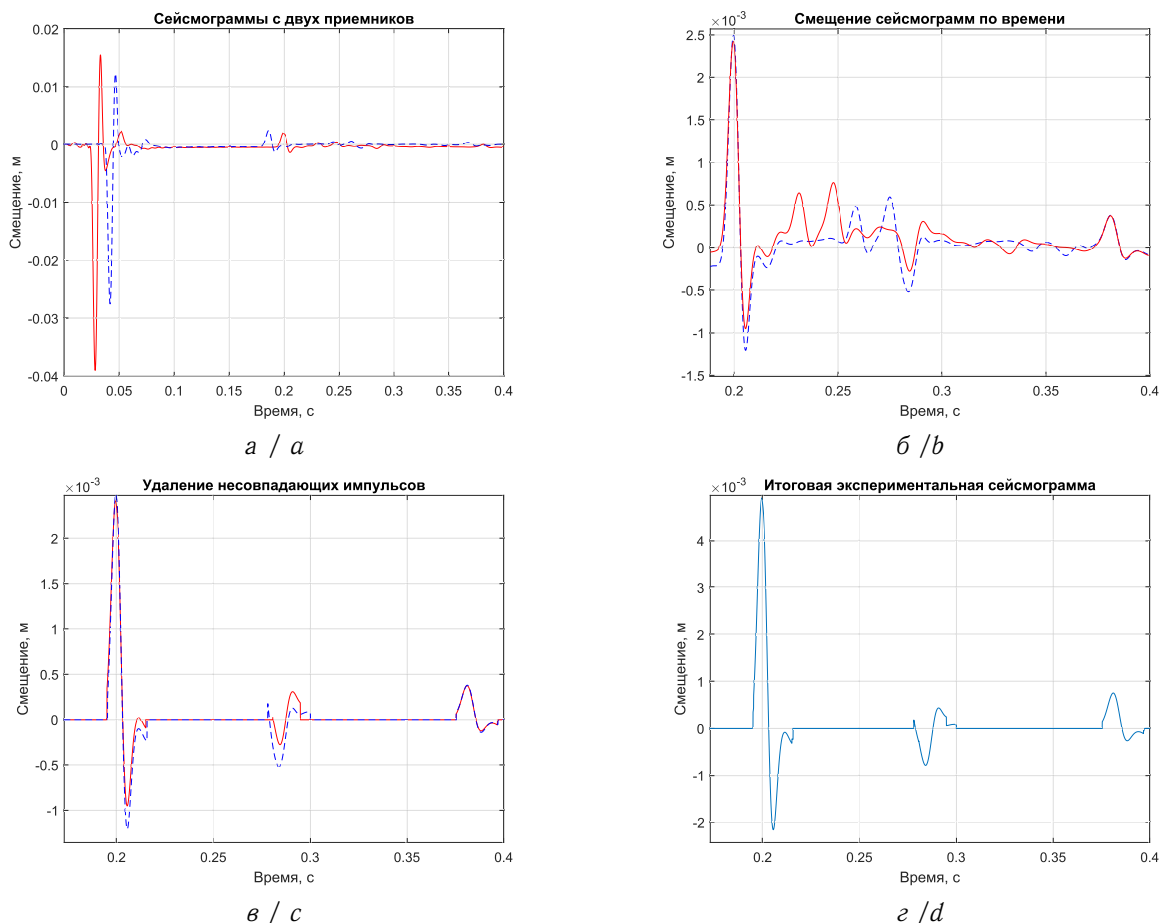 Сейсмограммы с двух приемников
0.02
0.01
0
-0.01
-0.02
-0.03
-0.04
Смещение, м
0 0.05 0.1 0.15 0.2 0.25 0.3 0.35 0.4
Время, с
а / a
Смещение сейсмограмм по времени
×10⁻³
2.5
2
1.5
1
0.5
0
-0.5
-1
-1.5
Смещение, м
0.2 0.25 0.3 0.35 0.4
Время, с
б /b
Удаление несовпадающих импульсов
×10⁻³
2
1.5
1
0.5
0
-0.5
-1
Смещение, м
0.2 0.25 0.3 0.35 0.4
Время, с
в / c
Итоговая экспериментальная сейсмограмма
×10⁻³
4
3
2
1
0
-1
-2
Смещение, м
0.2 0.25 0.3 0.35 0.4
Время, с
г /d